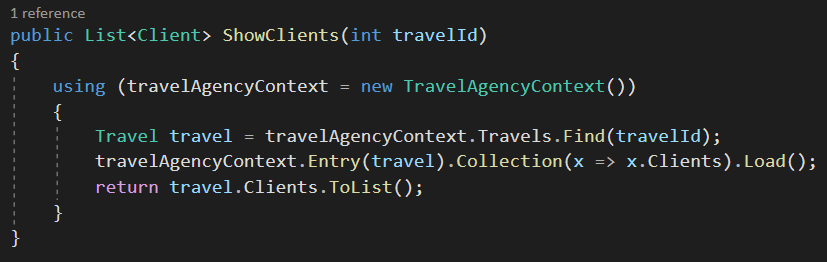 1 reference
public List<Client> ShowClients(int travelId)
{
using (travelAgencyContext = new TravelAgencyContext())
{
Travel travel = travelAgencyContext.Travels.Find(travelId);
travelAgencyContext.Entry(travel).Collection(x => x.Clients).Load();
return travel.Clients.ToList();
}
}